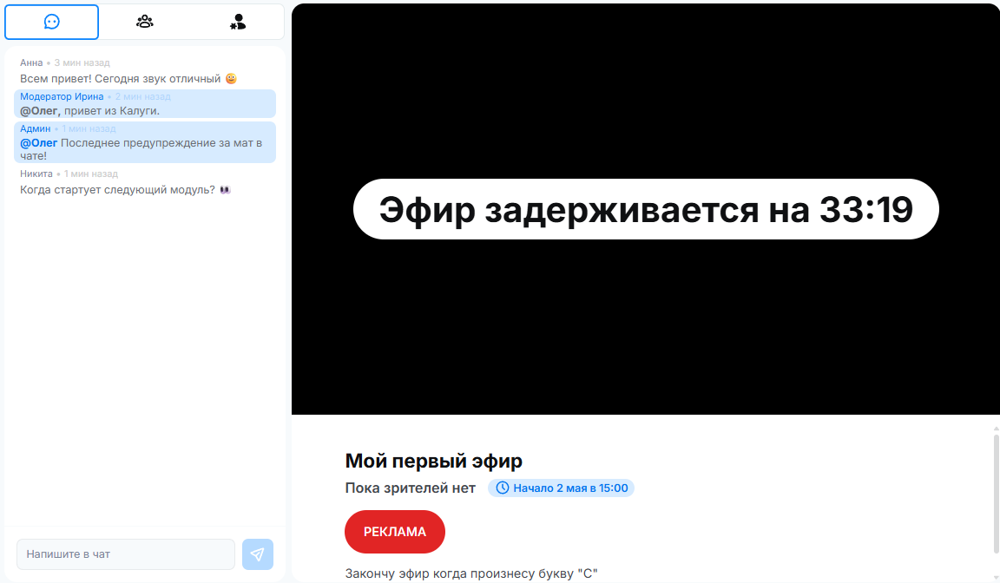 Анна • 3 мин назад
Всем привет! Сегодня звук отличный 😀
Модератор Ирина • 2 мин назад
@Олег, привет из Калуги.
Админ • 1 мин назад
@Олег Последнее предупреждение за мат в
чате!
Никита • 1 мин назад
Когда стартует следующий модуль? 👀
Напишите в чат
Эфир задерживается на 33:19
Мой первый эфир
Пока зрителей нет
Начало 2 мая в 15:00
РЕКЛАМА
Закончу эфир когда произнесу букву "С"